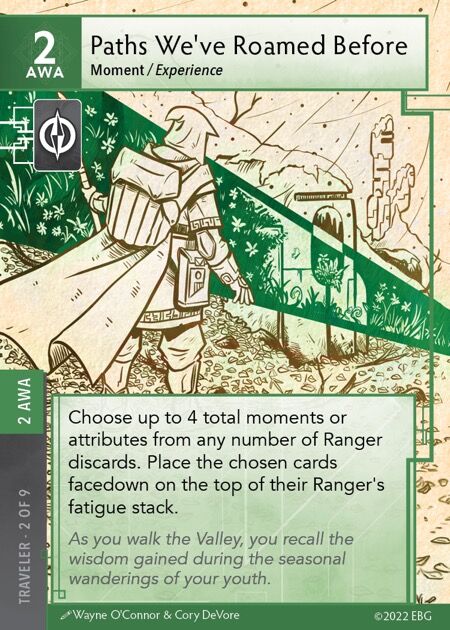 2
AWA
Paths We've Roamed Before
Moment / Experience
2 AWA
TRAVELER - 2 OF 9
Choose up to 4 total moments or
attributes from any number of Ranger
discards. Place the chosen cards
facedown on the top of their Ranger's
fatigue stack.
As you walk the Valley, you recall the
wisdom gained during the seasonal
wanderings of your youth.
Wayne O'Connor & Cory DeVore
©2022 EBG